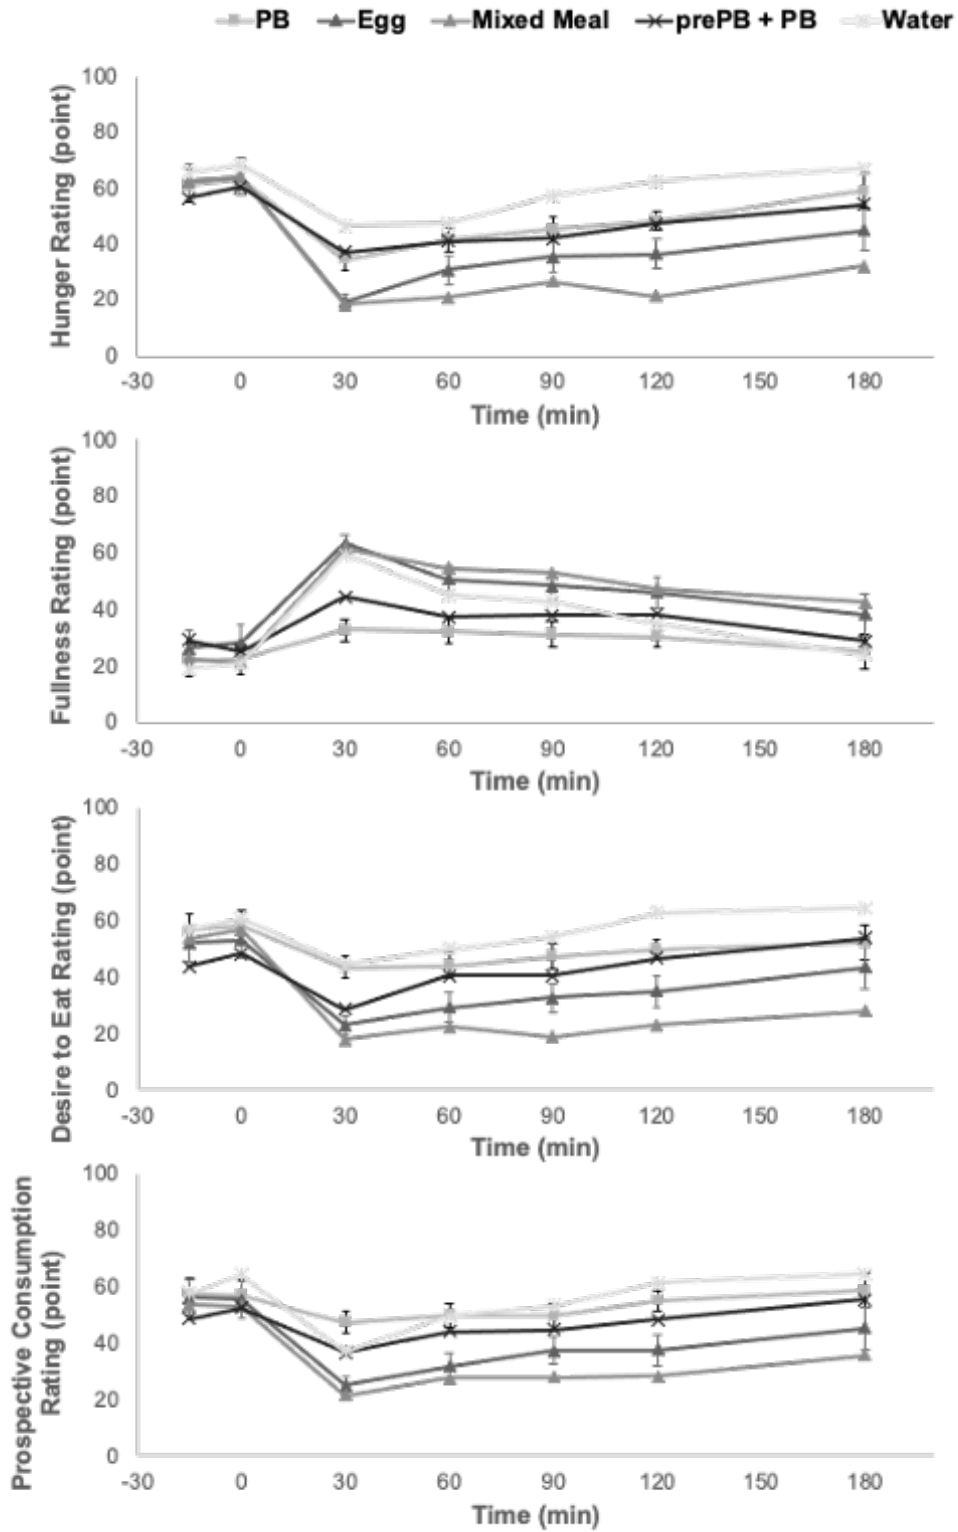 PB Egg Mixed Meal prePB + PB Water
Hunger Rating (point)
100
80
60
40
20
0
-30 0 30 60 90 120 150 180
Time (min)
Fullness Rating (point)
100
80
60
40
20
0
-30 0 30 60 90 120 150 180
Time (min)
Desire to Eat Rating (point)
100
80
60
40
20
0
-30 0 30 60 90 120 150 180
Time (min)
Prospective Consumption
Rating (point)
100
80
60
40
20
0
-30 0 30 60 90 120 150 180
Time (min)